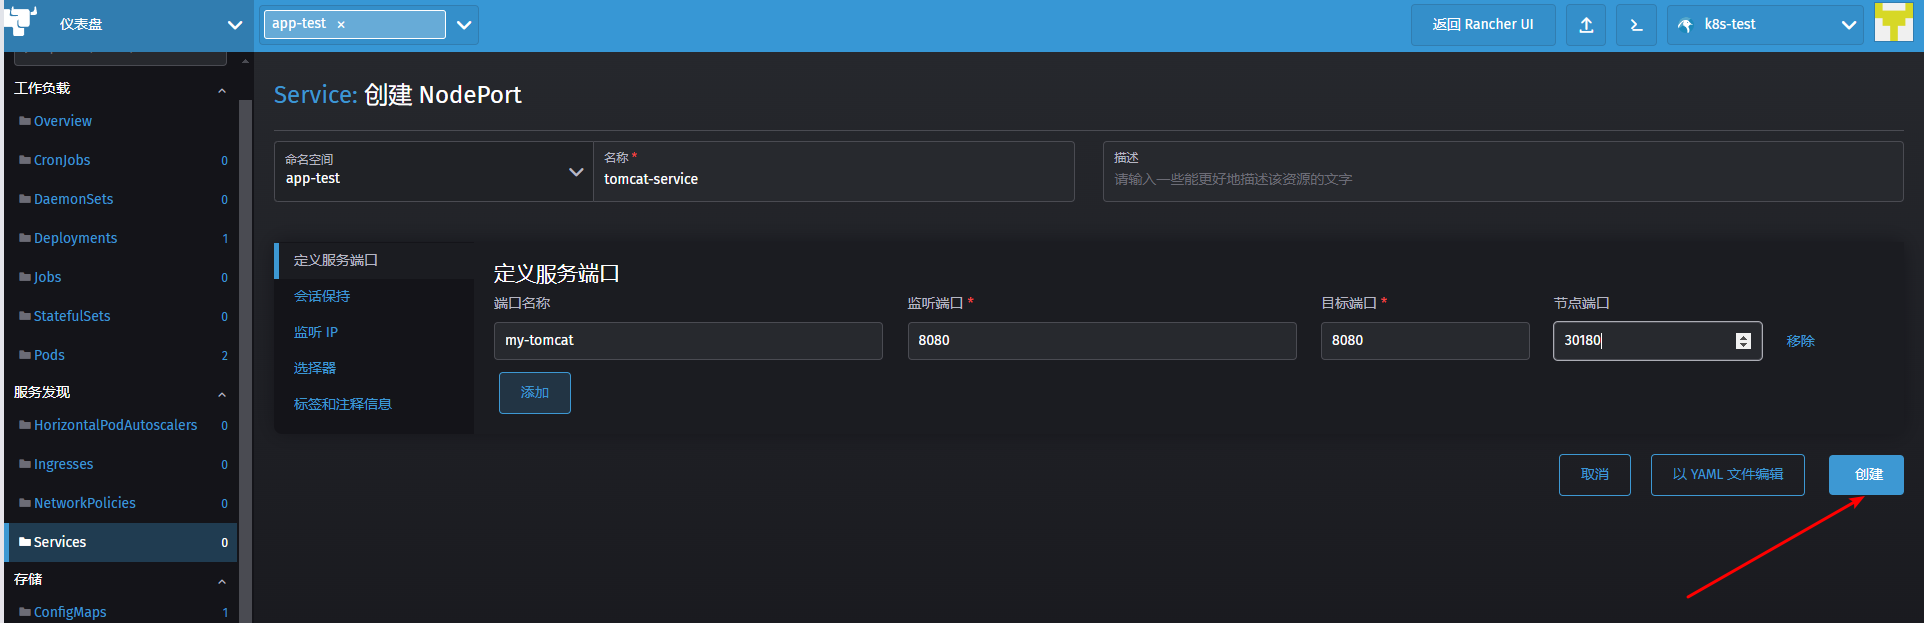 仪表盘
app-test ×
返回 Rancher UI
k8s-test
工作负载
Overview
CronJobs 0
DaemonSets 0
Deployments 1
Jobs 0
StatefulSets 0
Pods 2
服务发现
HorizontalPodAutoscalers 0
Ingresses 0
NetworkPolicies 0
Services 0
存储
ConfigMaps 1
Service: 创建 NodePort
命名空间
app-test
名称 *
tomcat-service
描述
请输入一些能更好地描述该资源的文字
定义服务端口
会话保持
监听 IP
选择器
标签和注释信息
定义服务端口
端口名称 监听端口 * 目标端口 * 节点端口
my-tomcat 8080 8080 30180 移除
添加
取消 以 YAML 文件编辑 创建